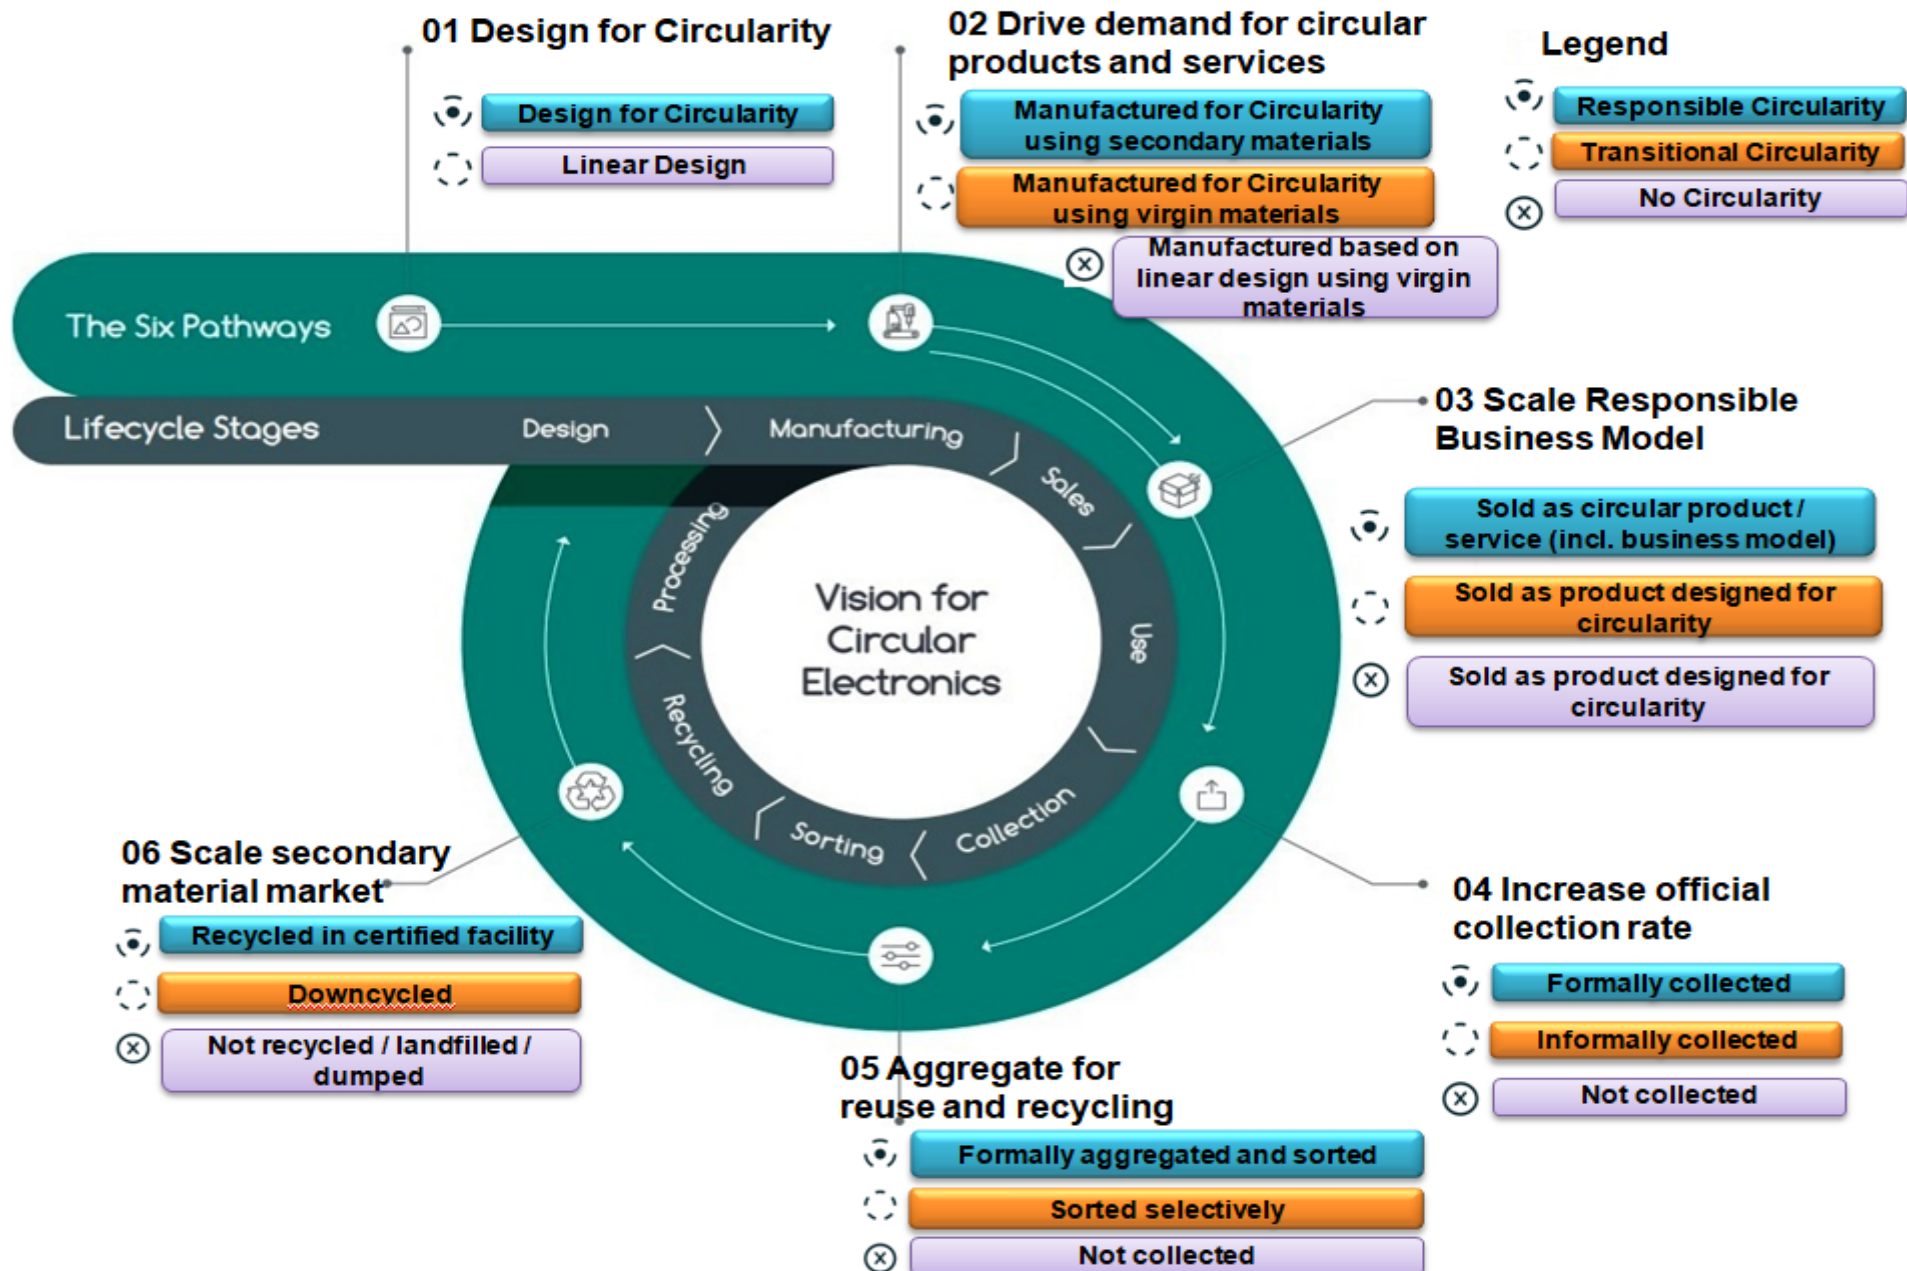 01 Design for Circularity
Design for Circularity
Linear Design
02 Drive demand for circular
products and services
Manufactured for Circularity
using secondary materials
Manufactured for Circularity
using virgin materials
Manufactured based on
linear design using virgin
materials
Legend
Responsible Circularity
Transitional Circularity
No Circularity
The Six Pathways
Lifecycle Stages
Design
Manufacturing
Sales
Use
Collection
Sorting
Recycling
Processing
Vision for
Circular
Electronics
03 Scale Responsible
Business Model
Sold as circular product /
service (incl. business model)
Sold as product designed for
circularity
Sold as product designed for
circularity
04 Increase official
collection rate
Formally collected
Informally collected
Not collected
05 Aggregate for
reuse and recycling
Formally aggregated and sorted
Sorted selectively
Not collected
06 Scale secondary
material market
Recycled in certified facility
Downcycled
Not recycled / landfilled /
dumped